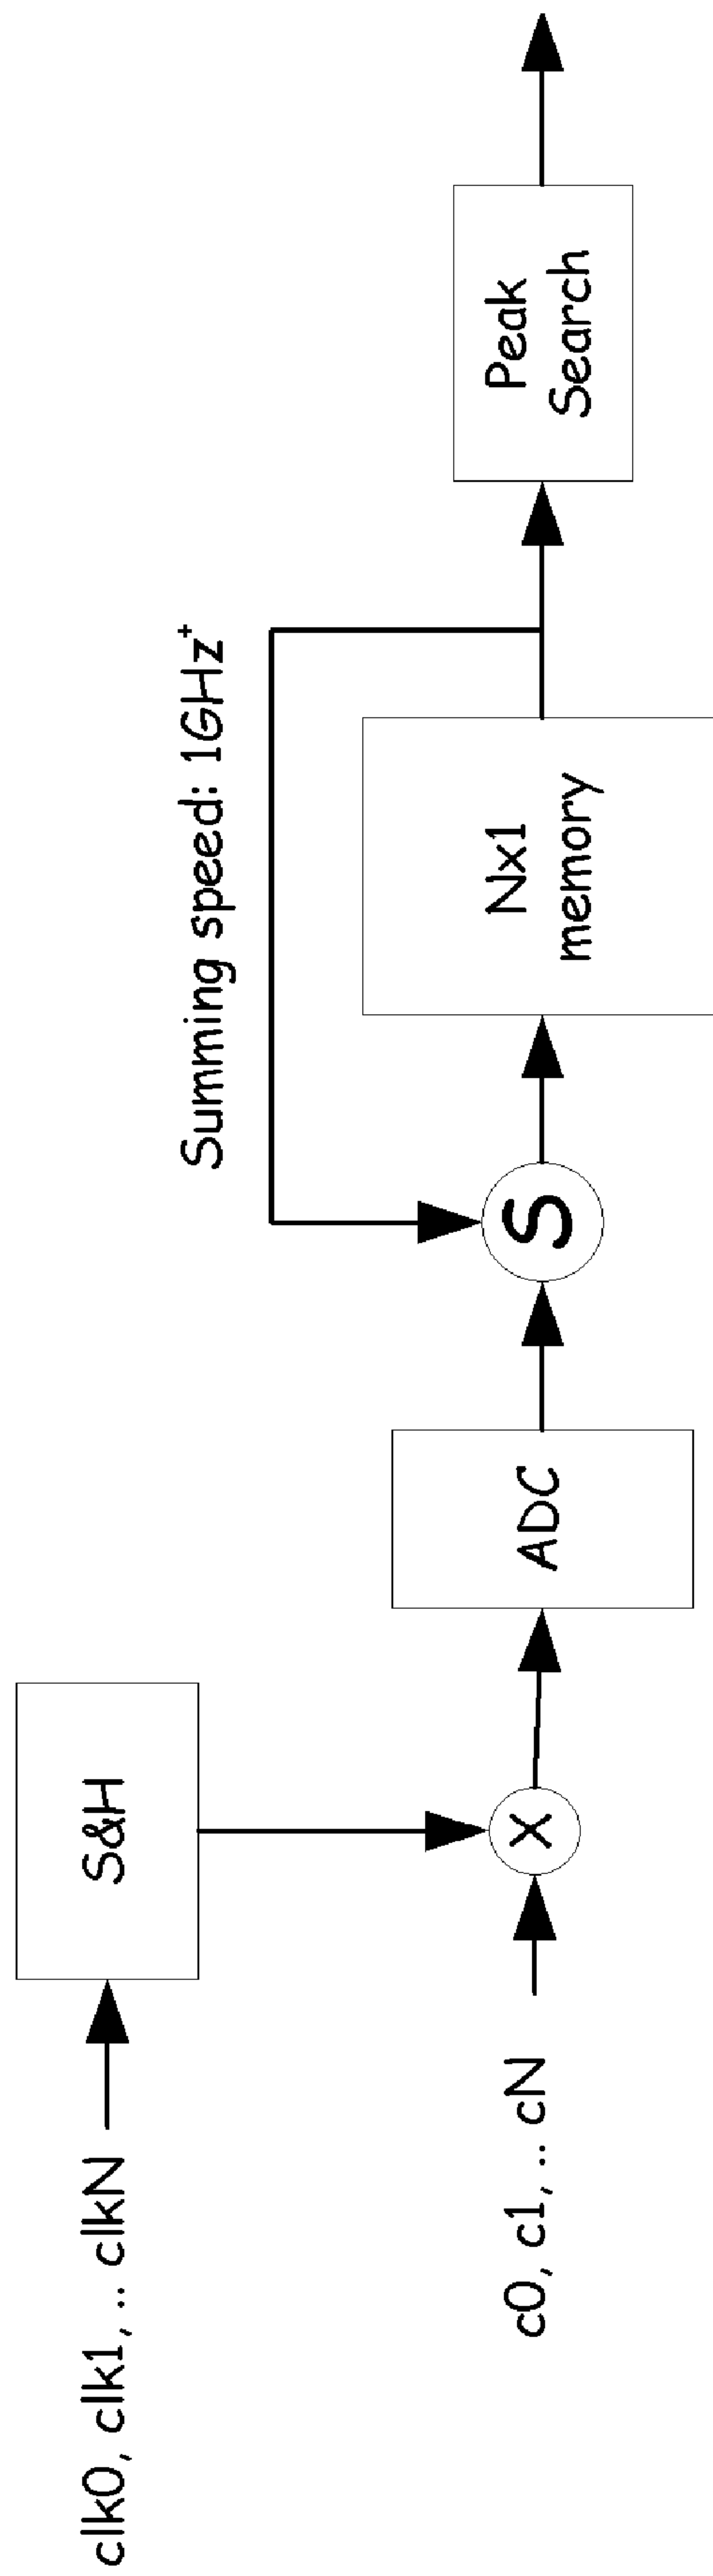 clk0, clk1, .. clkN
S&H
Summing speed: 1GHz+
c0, c1, .. cN
X
ADC
S
Nx1
memory
Peak
Search